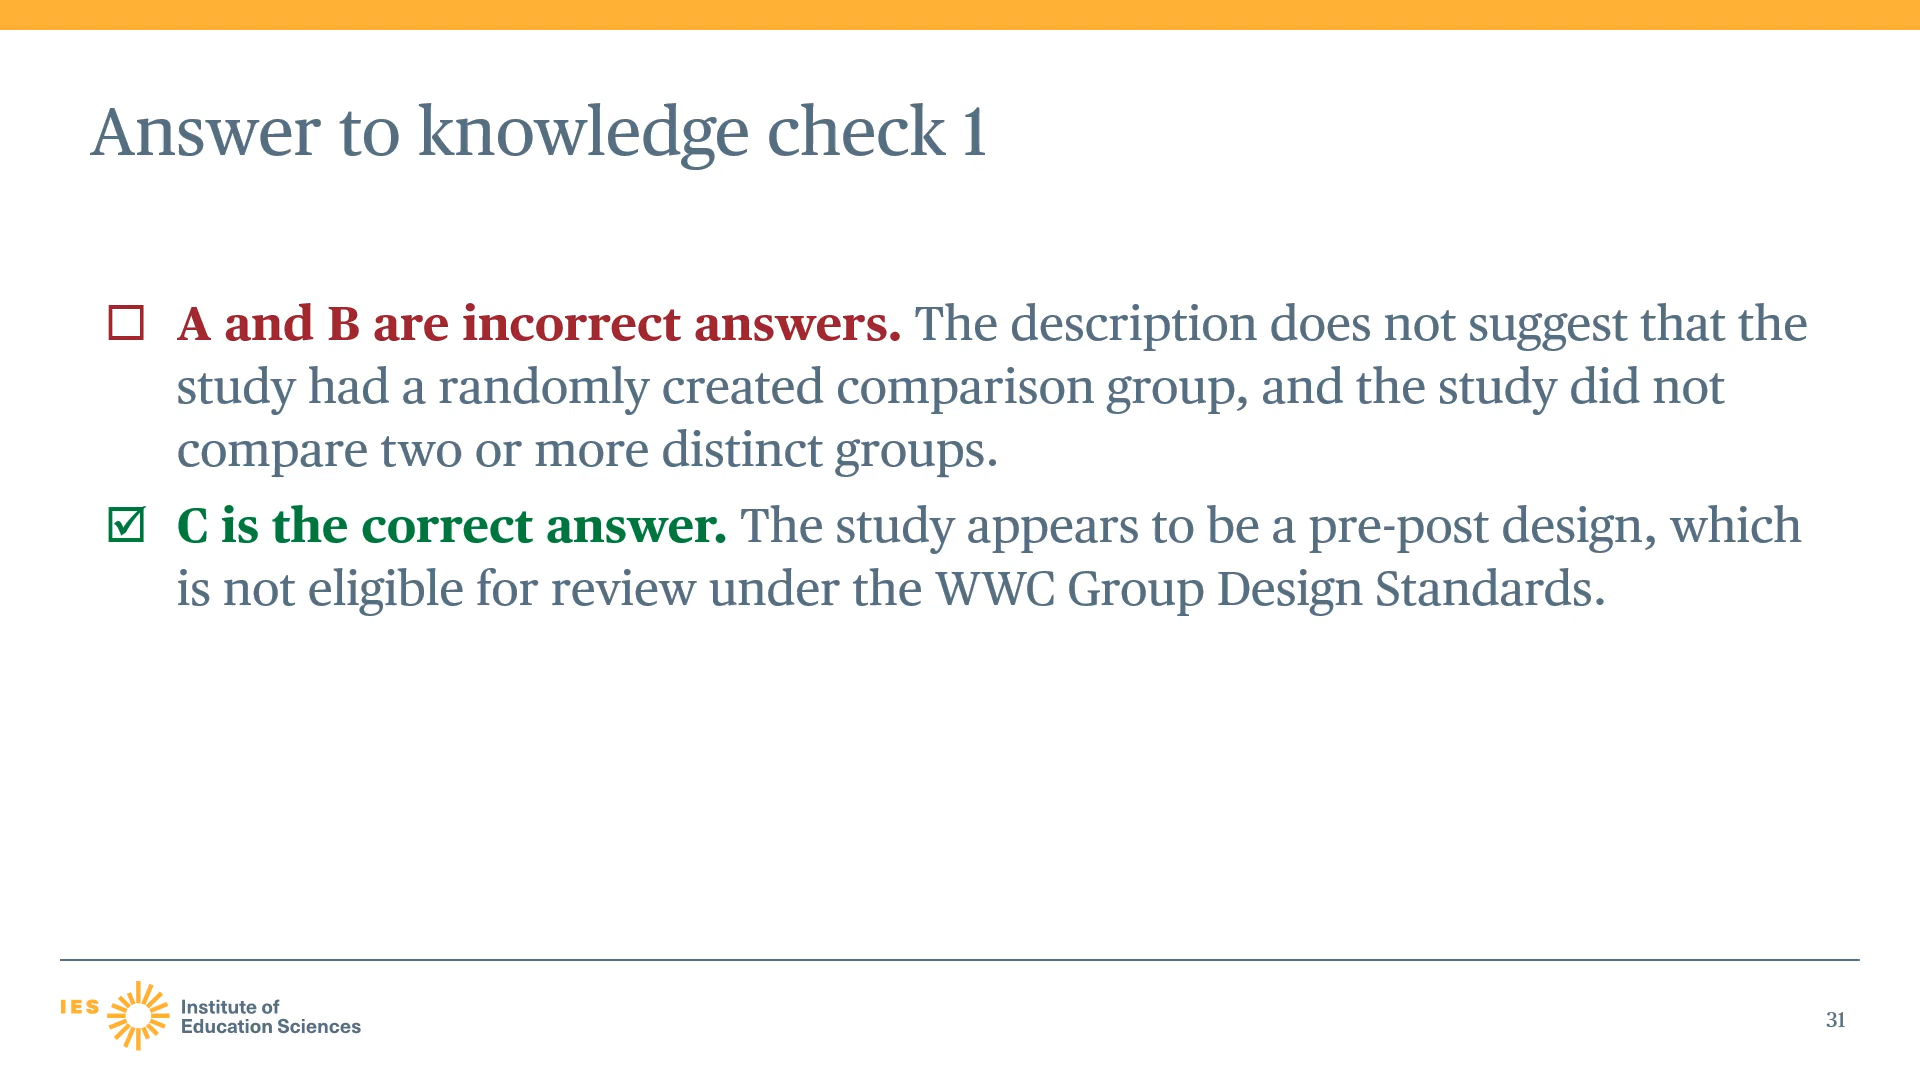 Answer to knowledge check 1
A and B are incorrect answers. The description does not suggest that the
study had a randomly created comparison group, and the study did not
compare two or more distinct groups.
C is the correct answer. The study appears to be a pre-post design, which
is not eligible for review under the WWC Group Design Standards.
IES
Institute of
Education Sciences
31